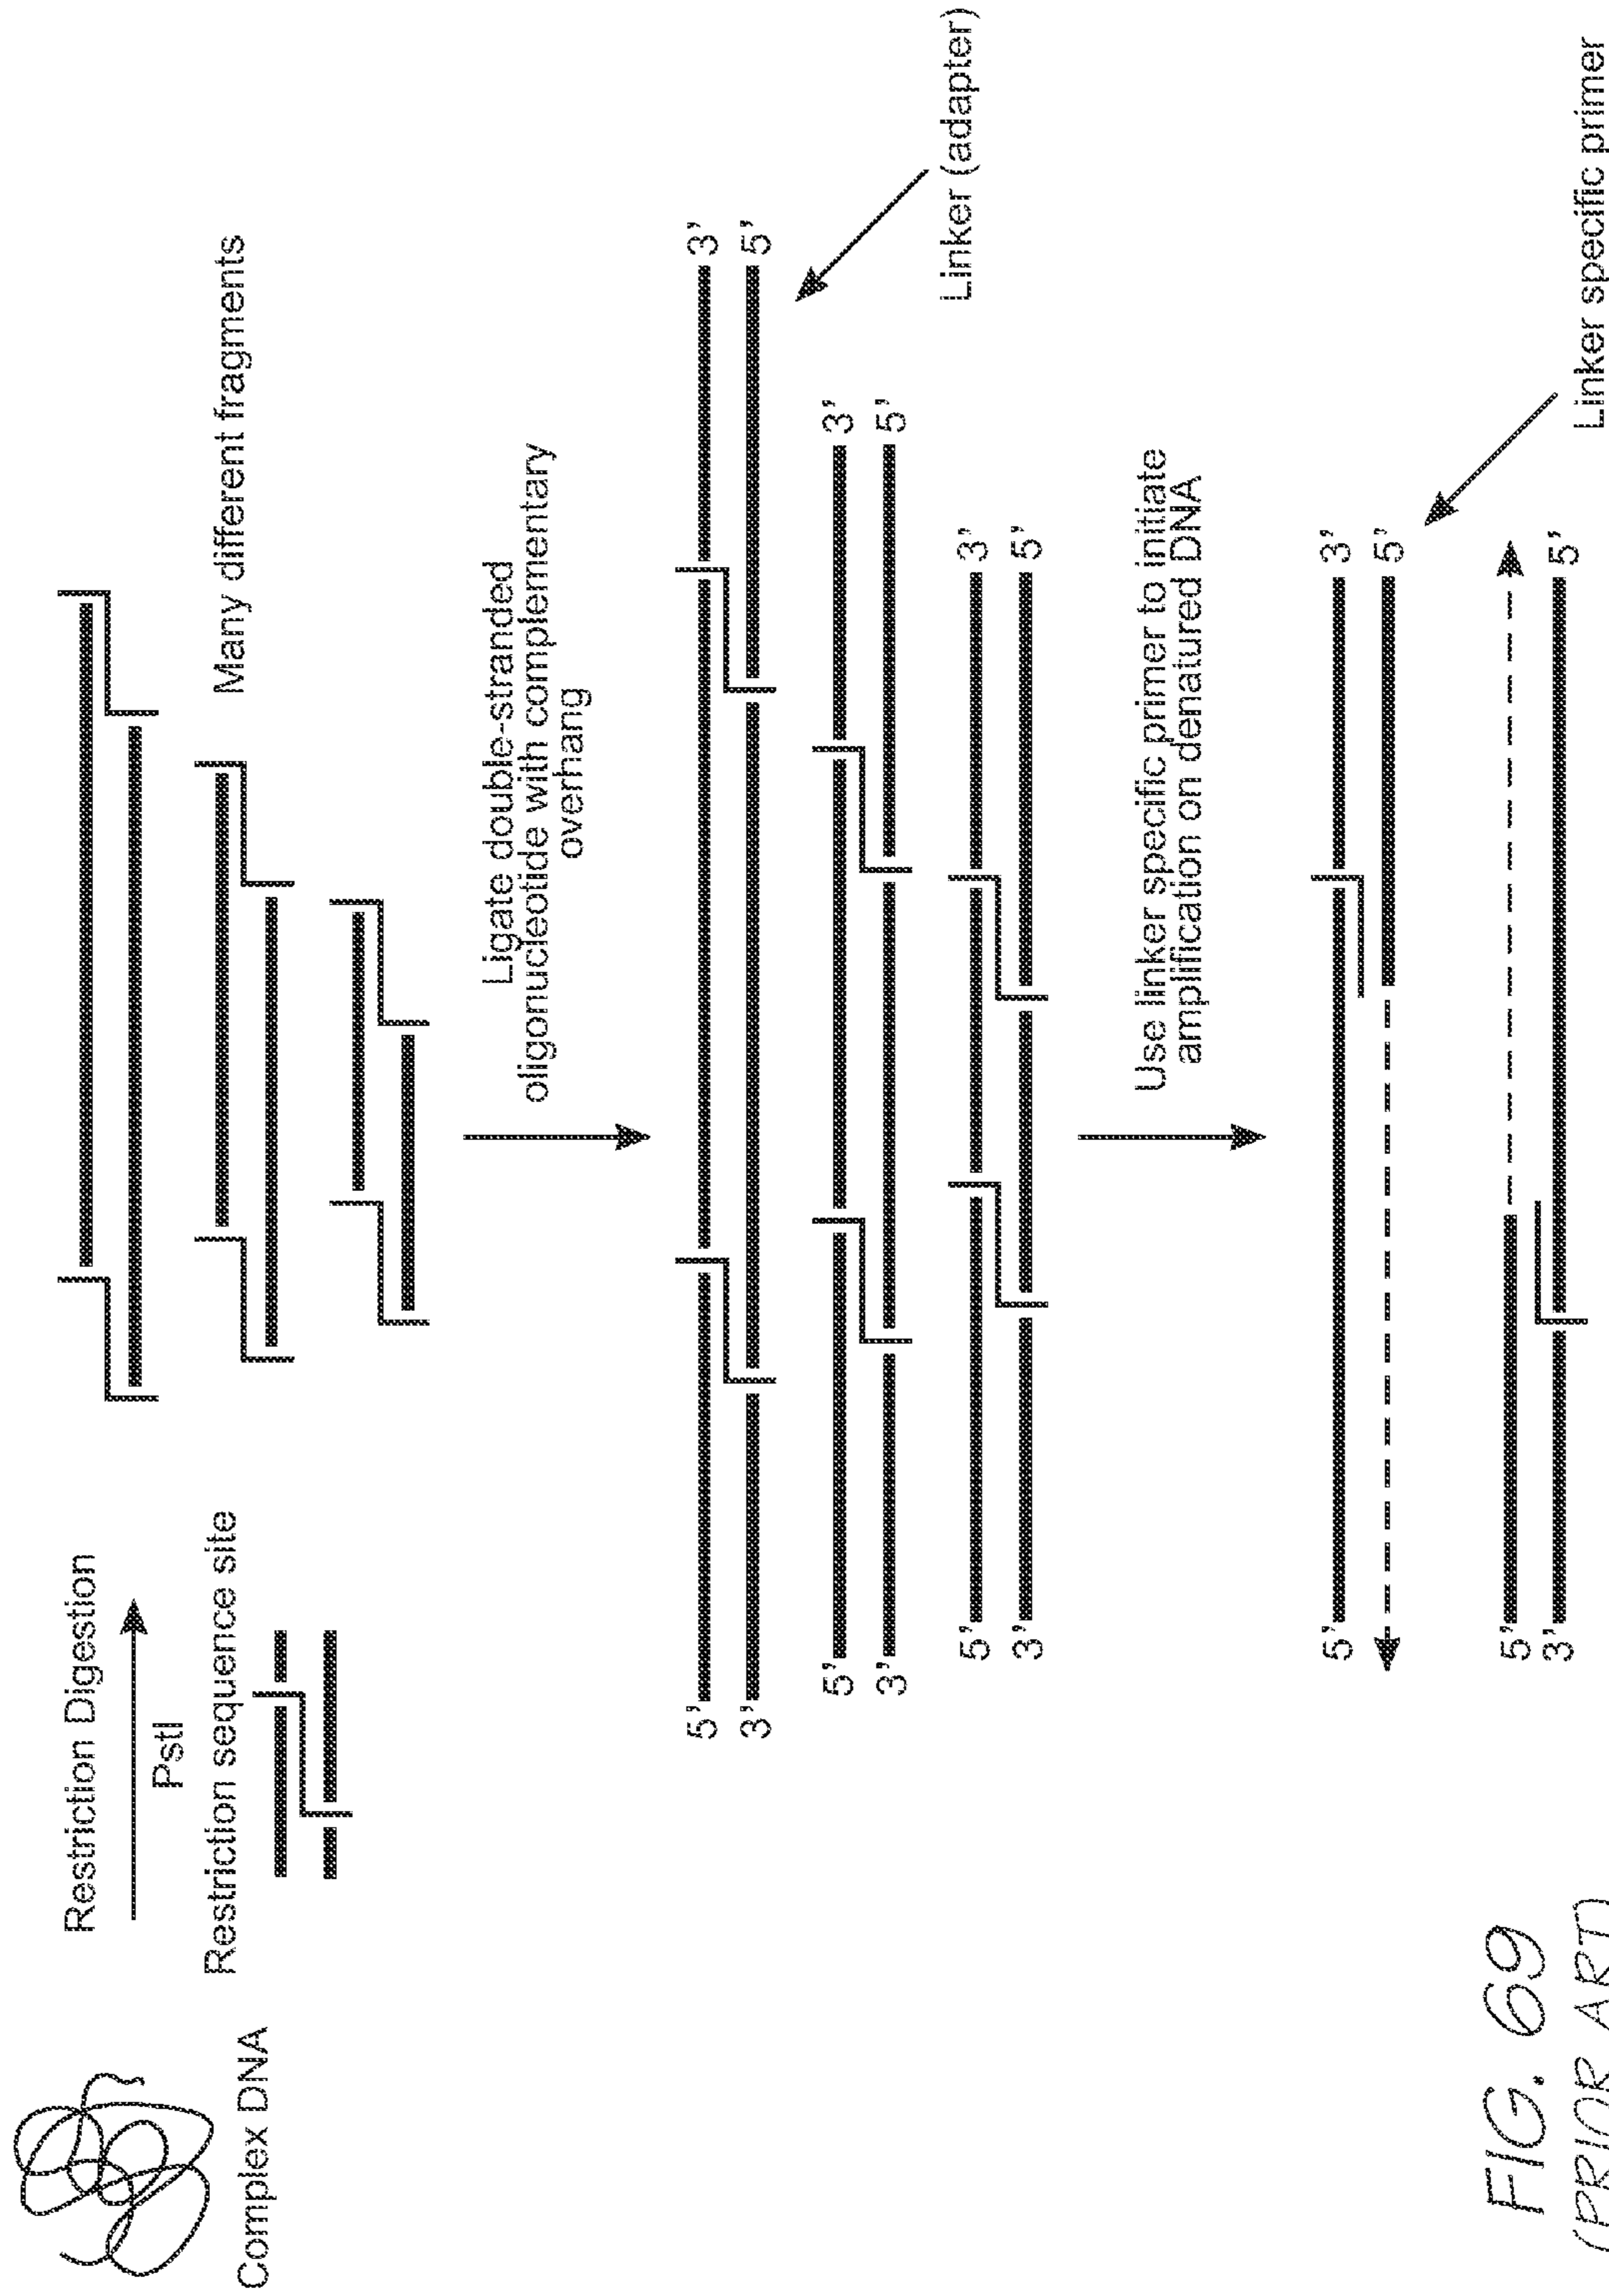 Complex DNA
Restriction Digestion
PstI
Restriction sequence site
Many different fragments
Ligate double-stranded
oligonucleotide with complementary
overhang
5' 3'
3' 5'
Linker (adapter)
5' 3'
3' 5'
5' 3'
3' 5'
Use linker specific primer to initiate
amplification on denatured DNA
5' 3'
5'
Linker specific primer
5'
3' 5'
FIG. 69
(PRIOR ART)